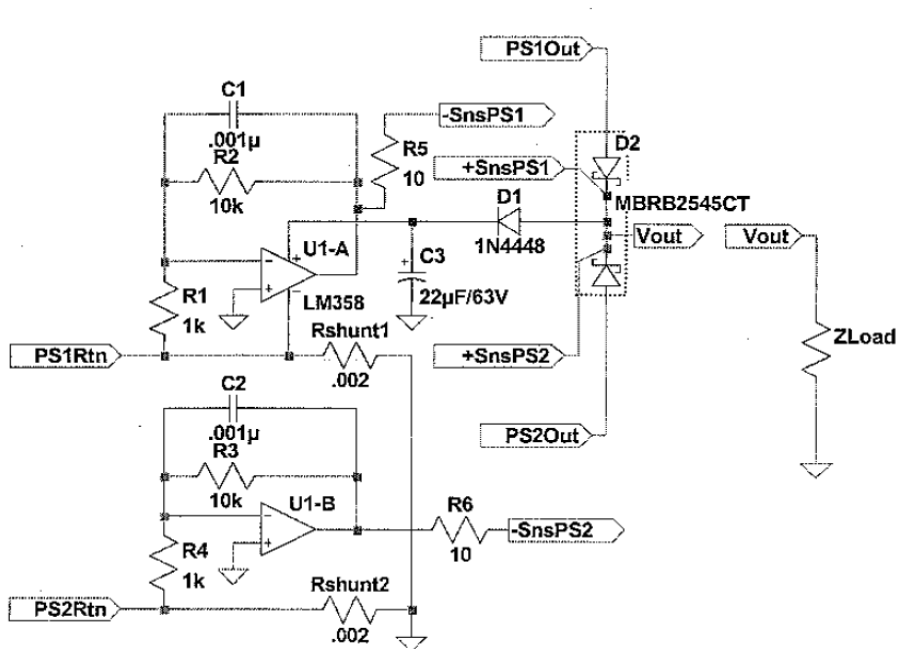 PS1Out
C1
.001µ
-SnsPS1
R2
R5
10
D2
10k
+SnsPS1
MBRB2545CT
D1
1N4448
U1-A
Vout
Vout
C3
+
-
+
+
-
R1
1k
LM358
22µF/63V
Rshunt1
ZLoad
PS1Rtn
+SnsPS2
.002
C2
.001µ
PS2Out
R3
10k
U1-B
R6
-
-SnsPS2
+
10
R4
1k
Rshunt2
PS2Rtn
.002